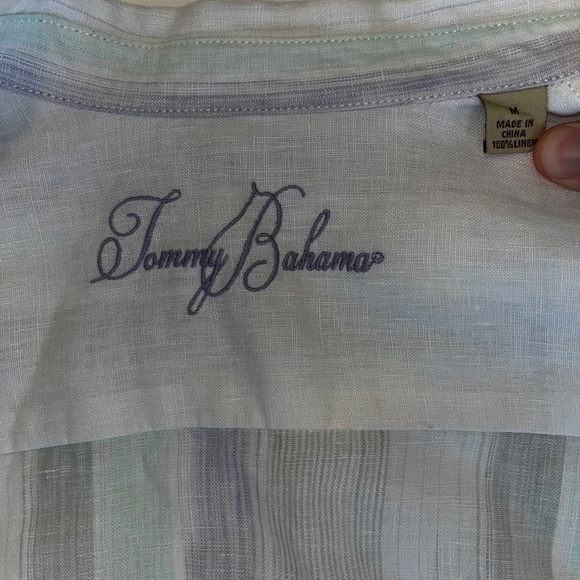 Tommy Bahama®
M
MADE IN
CHINA
100% LINEN